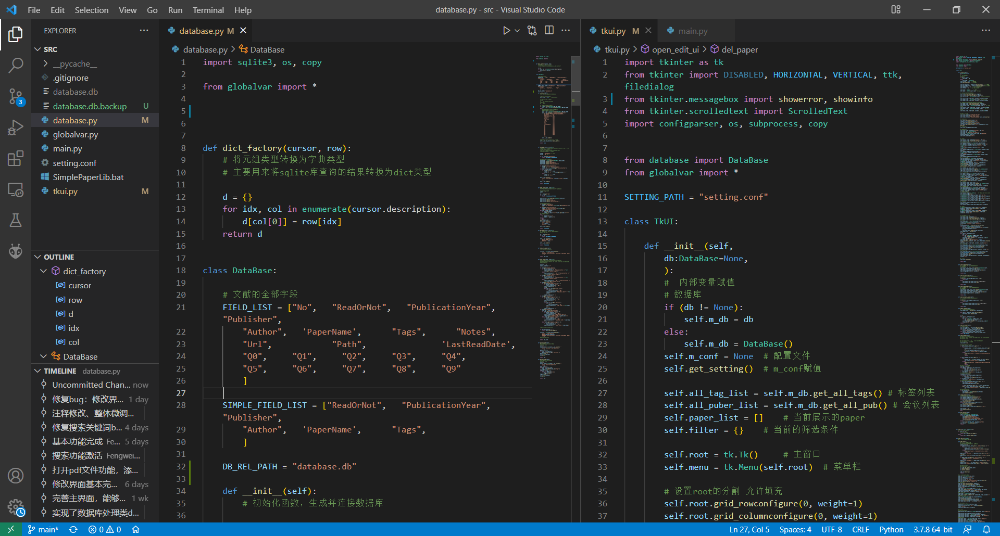 File Edit Selection View Go Run Terminal Help
database.py - src - Visual Studio Code
EXPLORER
SRC
__pycache__
.gitignore
database.db
database.db.backup U
database.py M
globalvar.py
main.py
setting.conf
SimplePaperLib.bat
tkui.py M
3
OUTLINE
dict_factory
cursor
row
d
idx
col
DataBase
TIMELINE database.py
Uncommitted Chan... now
修复bug：修改界... 1 day
注释修改、整体微调...
修复搜索关键词b... 4 days
基本功能完成 Fe... 5 days
搜索功能激活 Fengwei...
打开pdf文件功能，添...
修改界面基本完... 6 days
完善主界面，能够... 1 wk
实现了数据库处理类d...
database.py M
database.py > DataBase
1 import sqlite3, os, copy
2
3 from globalvar import *
4
5
6
7
8 def dict_factory(cursor, row):
9 # 将元组类型转换为字典类型
10 # 主要用来将sqlite库查询的结果转换为dict类型
11
12 d = {}
13 for idx, col in enumerate(cursor.description):
14 d[col[0]] = row[idx]
15 return d
16
17
18 class DataBase:
19
20 # 文献的全部字段
21 FIELD_LIST = ["No", "ReadOrNot", "PublicationYear",
"Publisher",
22 "Author", 'PaperName', "Tags", "Notes",
23 "Url", "Path", 'LastReadDate',
24 "Q0", "Q1", "Q2", "Q3", "Q4",
25 "Q5", "Q6", "Q7", "Q8", "Q9"
26 ]
27
28 SIMPLE_FIELD_LIST = ["ReadOrNot", "PublicationYear",
"Publisher",
29 "Author", 'PaperName', "Tags",
30 ]
31
32 DB_REL_PATH = "database.db"
33
34 def __init__(self):
35 # 初始化函数，生成并连接数据库
36
tkui.py M
main.py
tkui.py > open_edit_ui > del_paper
1 import tkinter as tk
2 from tkinter import DISABLED, HORIZONTAL, VERTICAL, ttk,
filedialog
3 from tkinter.messagebox import showerror, showinfo
4 from tkinter.scrolledtext import ScrolledText
5 import configparser, os, subprocess, copy
6
7
8 from database import DataBase
9 from globalvar import *
10
11 SETTING_PATH = "setting.conf"
12
13 class TkUI:
14
15 def __init__(self,
16 db:DataBase=None,
17 ):
18 # 内部变量赋值
19 # 数据库
20 if (db != None):
21 self.m_db = db
22 else:
23 self.m_db = DataBase()
24 self.m_conf = None # 配置文件
25 self.get_setting() # m_conf赋值
26
27 self.all_tag_list = self.m_db.get_all_tags() # 标签列表
28 self.all_puber_list = self.m_db.get_all_pub() # 会议列表
29 self.paper_list = [] # 当前展示的paper
30 self.filter = {} # 当前的筛选条件
31
32 self.root = tk.Tk() # 主窗口
33 self.menu = tk.Menu(self.root) # 菜单栏
34
35 # 设置root的分割 允许填充
36 self.root.grid_rowconfigure(0, weight=1)
37 self.root.grid_columnconfigure(0, weight=1)
main* 0 0
Ln 27, Col 5 Spaces: 4 UTF-8 CRLF Python 3.7.8 64-bit